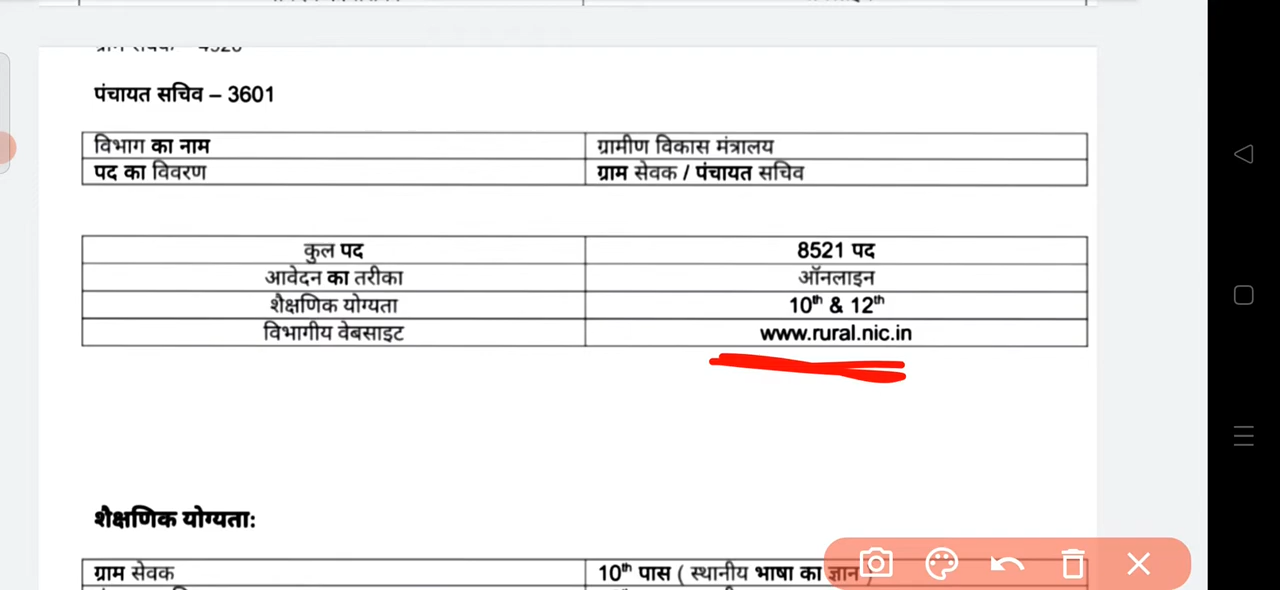 पंचायत सचिव – 3601
विभाग का नाम ग्रामीण विकास मंत्रालय
पद का विवरण ग्राम सेवक / पंचायत सचिव
कुल पद 8521 पद
आवेदन का तरीका ऑनलाइन
शैक्षणिक योग्यता 10th & 12th
विभागीय वेबसाइट www.rural.nic.in
शैक्षणिक योग्यता:
ग्राम सेवक 10th पास ( स्थानीय भाषा का ज्ञान )